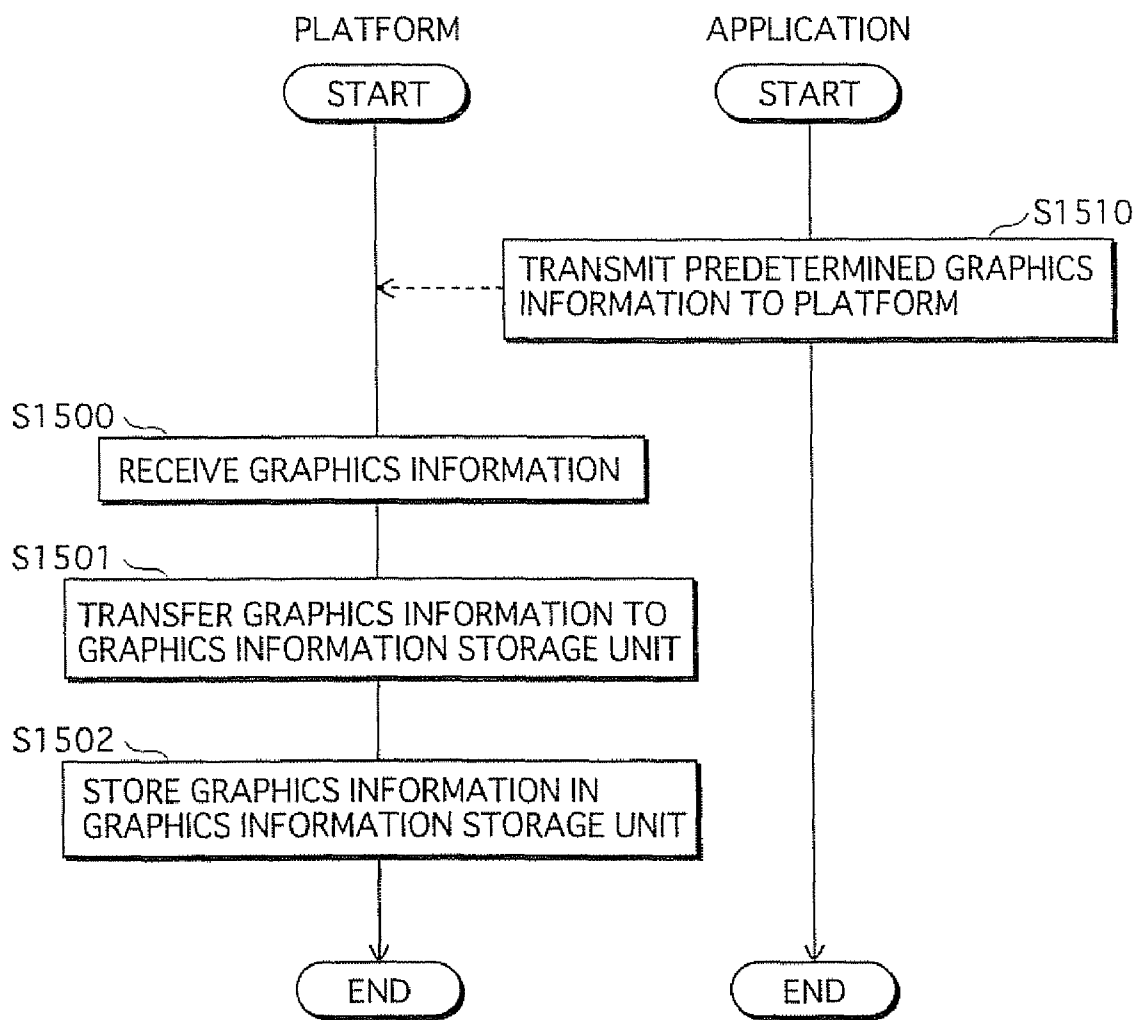 PLATFORM
APPLICATION
START
START
S1510
TRANSMIT PREDETERMINED GRAPHICS
INFORMATION TO PLATFORM
S1500
RECEIVE GRAPHICS INFORMATION
S1501
TRANSFER GRAPHICS INFORMATION TO
GRAPHICS INFORMATION STORAGE UNIT
S1502
STORE GRAPHICS INFORMATION IN
GRAPHICS INFORMATION STORAGE UNIT
END
END